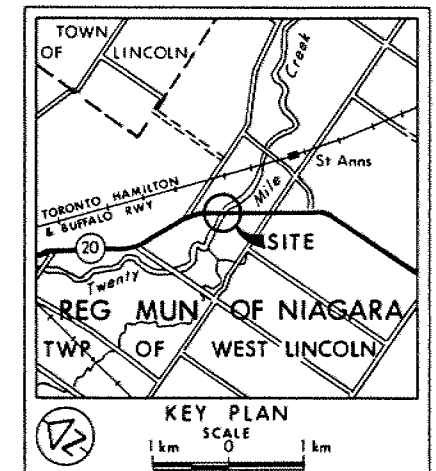 TOWN
OF LINCOLN
Creek
St Anns
TORONTO HAMILTON
& BUFFALO RWY
Mile
20
SITE
Twenty
REG MUN OF NIAGARA
TWP OF WEST LINCOLN
N
KEY PLAN
SCALE
1 km 0 1 km